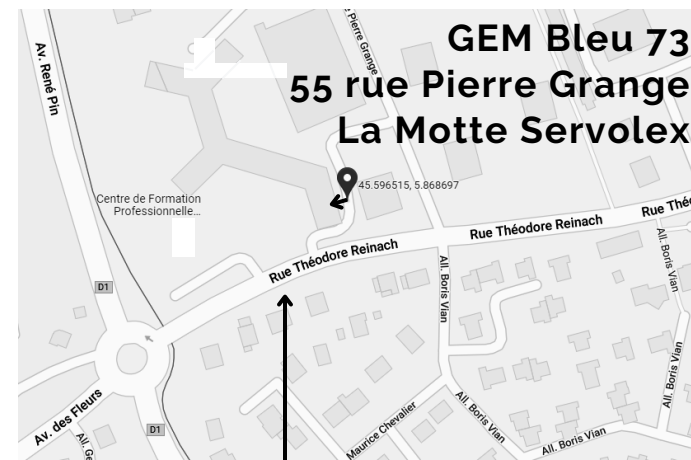 GEM Bleu 73
55 rue Pierre Grange
La Motte Servolex
Pierre Grange
Av. René Pin
45.596515, 5.868697
Centre de Formation
Professionnelle...
Rue Théodore Reinach
Rue Théodore Reinach
Rue Thé
All. Boris Vian
All. Boris Vian
D1
D1
Av. des Fleurs
All. Ge
Maurice Chevalier
All. Boris Vian
All. Boris Vian
All. Boris Vian